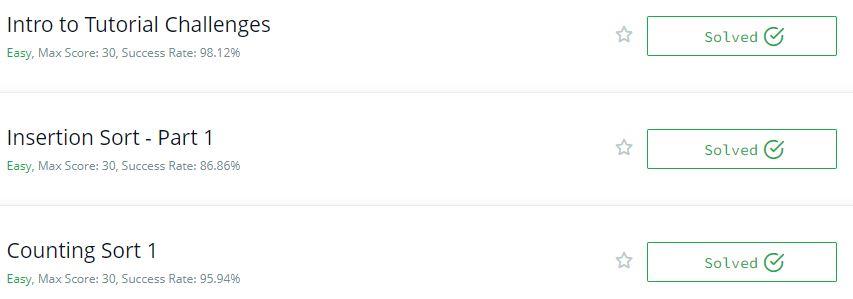 Intro to Tutorial Challenges
Easy, Max Score: 30, Success Rate: 98.12%
Solved
Insertion Sort - Part 1
Easy, Max Score: 30, Success Rate: 86.86%
Solved
Counting Sort 1
Easy, Max Score: 30, Success Rate: 95.94%
Solved